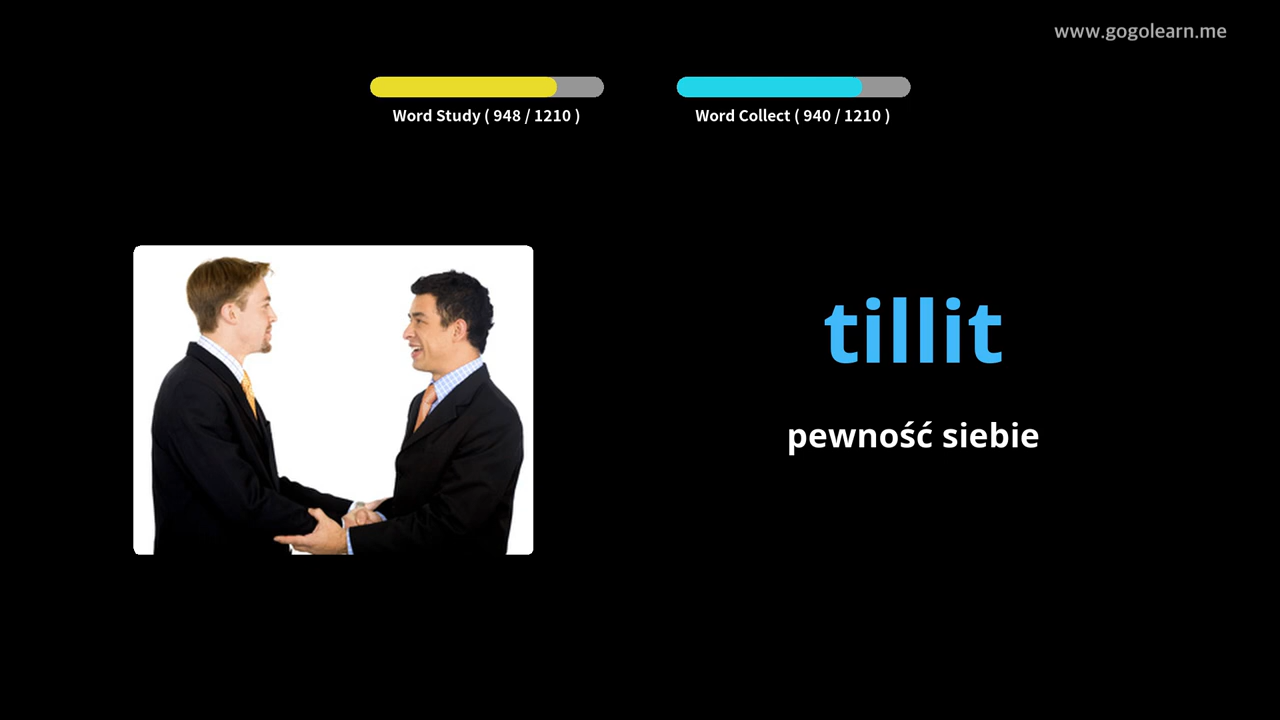 www.gogolearn.me
Word Study ( 948 / 1210 )
Word Collect ( 940 / 1210 )
tillit
pewność siebie